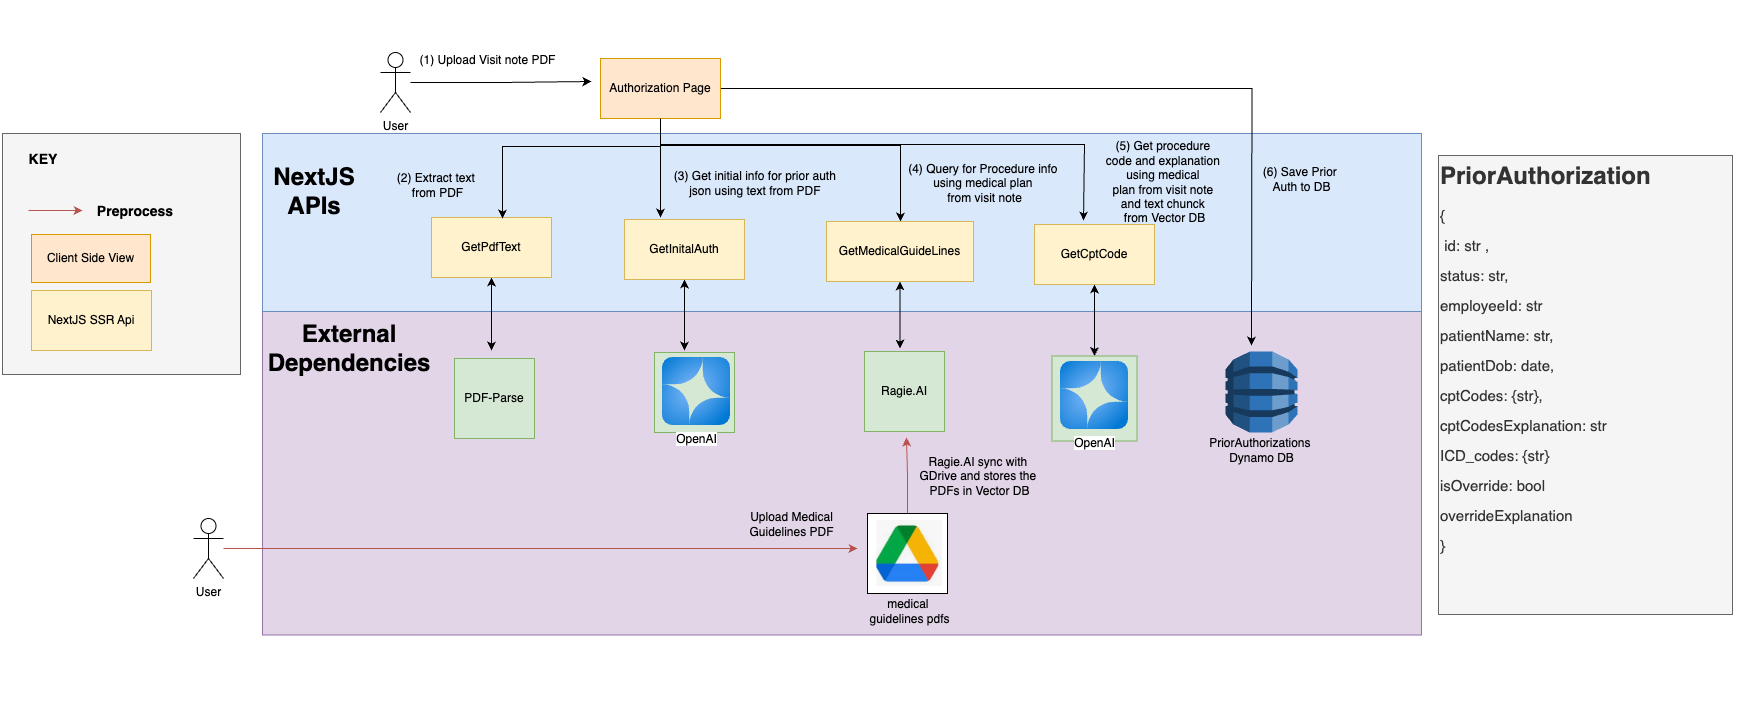 (1) Upload Visit note PDF
Authorization Page
User
KEY
Preprocess
Client Side View
NextJS SSR Api
NextJS
APIs
(2) Extract text
from PDF
(3) Get initial info for prior auth
json using text from PDF
(4) Query for Procedure info
using medical plan
from visit note
(5) Get procedure
code and explanation
using medical
plan from visit note
and text chunck
from Vector DB
(6) Save Prior
Auth to DB
GetPdfText
GetInitalAuth
GetMedicalGuideLines
GetCptCode
External
Dependencies
PDF-Parse
OpenAI
Ragie.AI
OpenAI
PriorAuthorizations
Dynamo DB
Ragie.AI sync with
GDrive and stores the
PDFs in Vector DB
Upload Medical
Guidelines PDF
User
medical
guidelines pdfs
PriorAuthorization
{
id: str ,
status: str,
employeeId: str
patientName: str,
patientDob: date,
cptCodes: {str},
cptCodesExplanation: str
ICD_codes: {str}
isOverride: bool
overrideExplanation
}